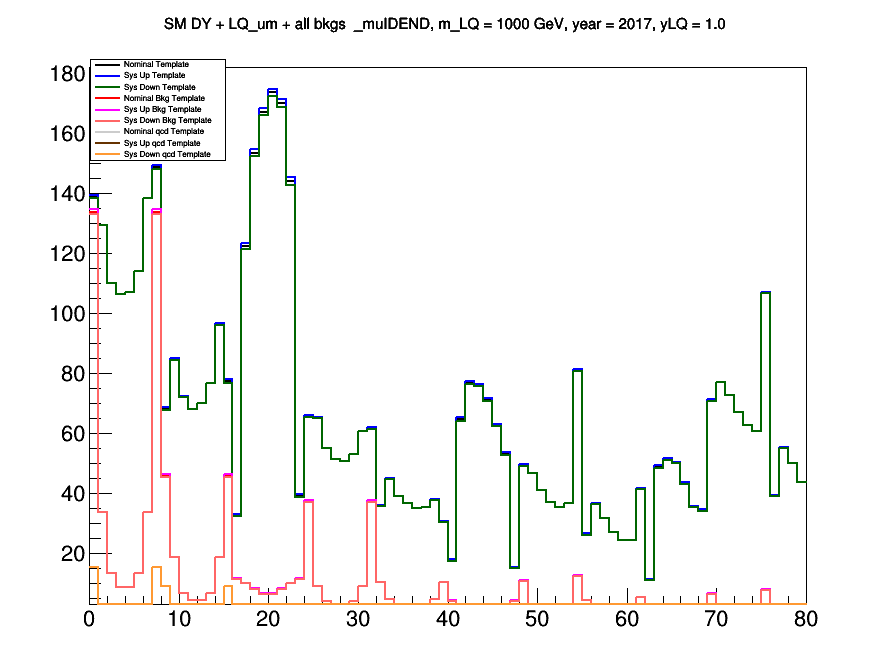 SM DY + LQ_um + all bkgs _muIDEND, m_LQ = 1000 GeV, year = 2017, yLQ = 1.0
Nominal Template
Sys Up Template
Sys Down Template
Nominal Bkg Template
Sys Up Bkg Template
Sys Down Bkg Template
Nominal qcd Template
Sys Up qcd Template
Sys Down qcd Template
180
160
140
120
100
80
60
40
20
0 10 20 30 40 50 60 70 80